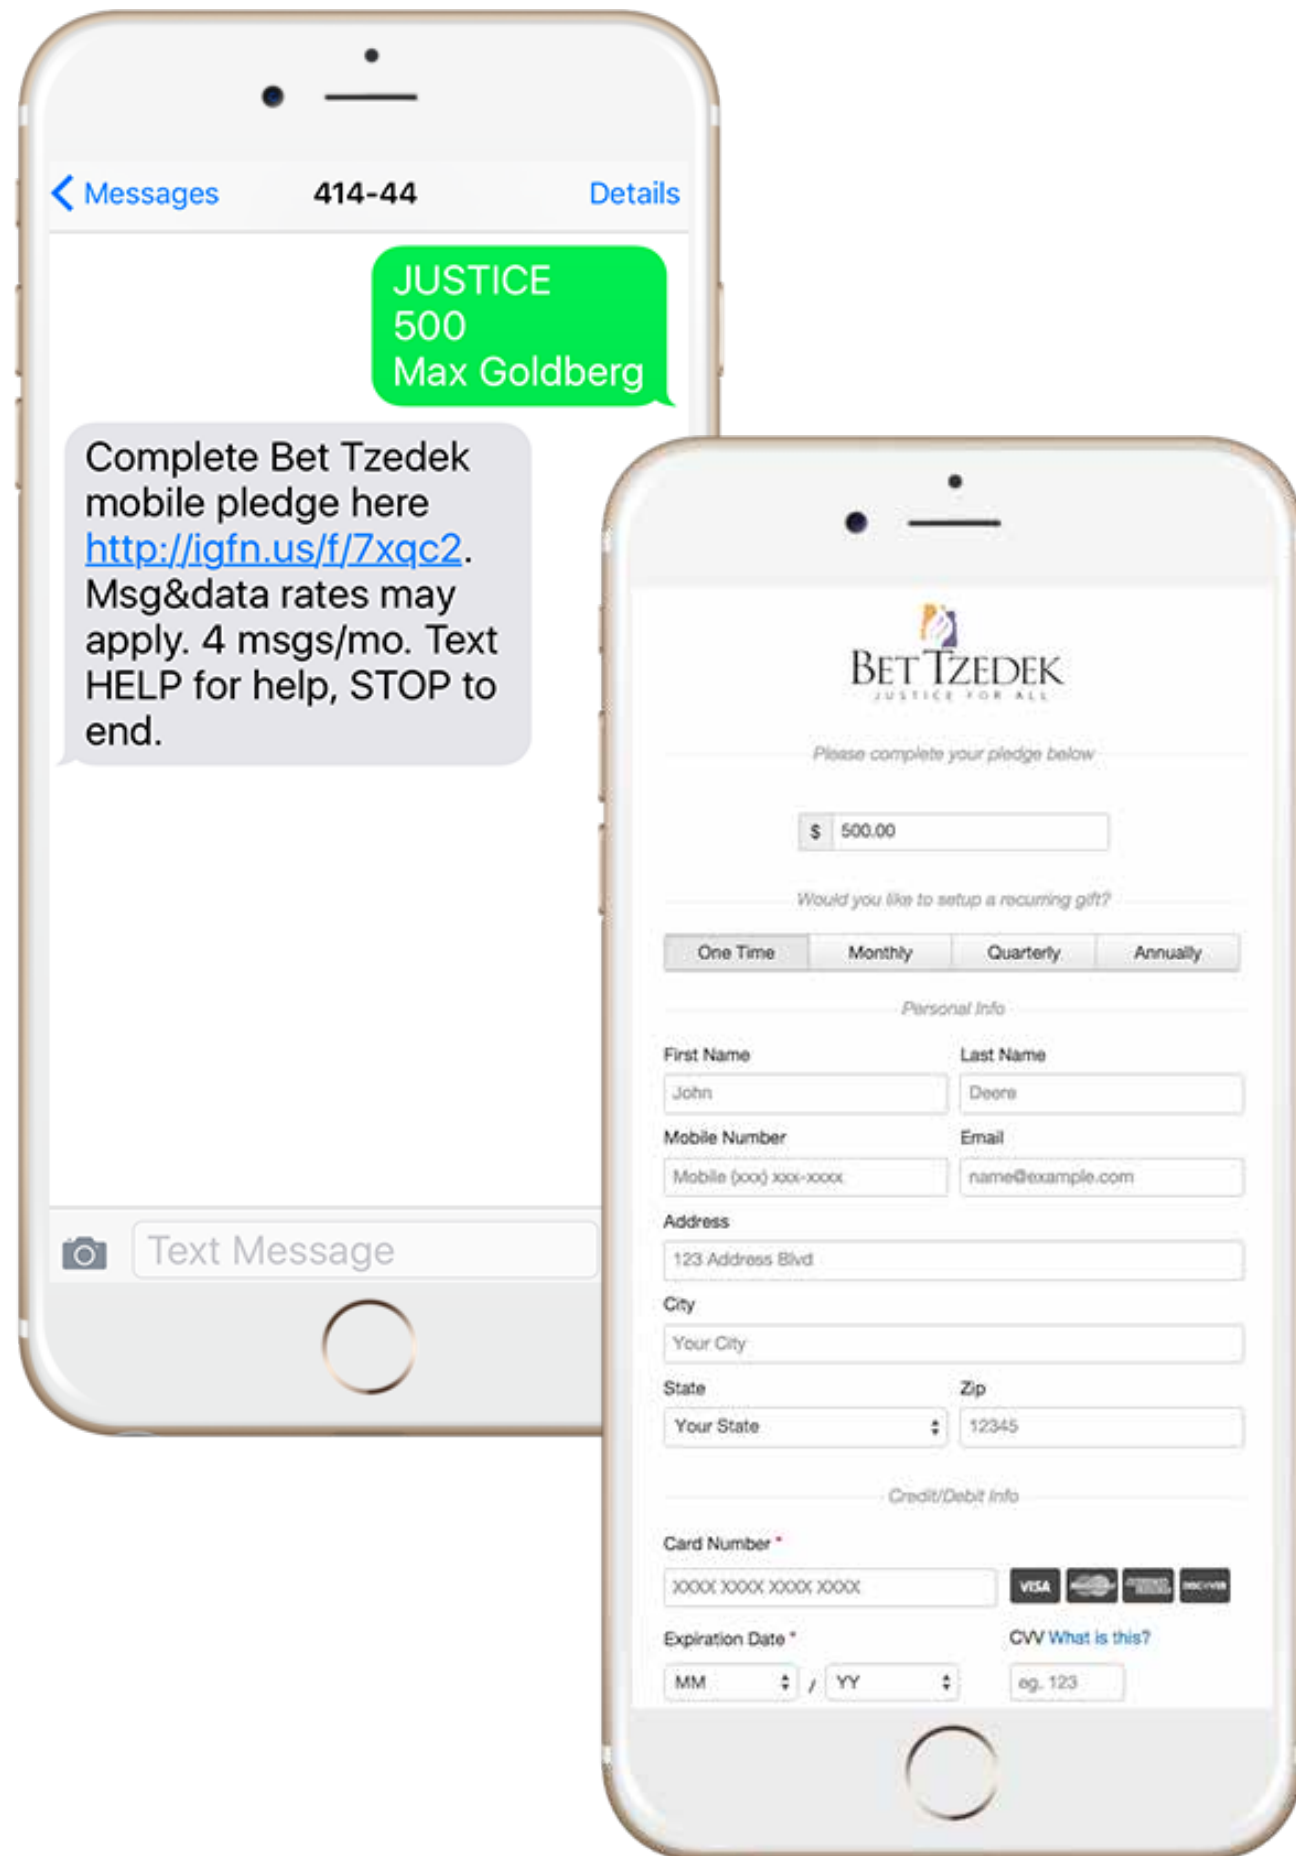 Messages 414-44 Details
JUSTICE
500
Max Goldberg
Complete Bet Tzedek
mobile pledge here
http://igfn.us/f/7xqc2.
Msg&data rates may
apply. 4 msgs/mo. Text
HELP for help, STOP to
end.
Text Message
BET TZEDEK
JUSTICE FOR ALL
Please complete your pledge below
$ 500.00
Would you like to setup a recurring gift?
One Time Monthly Quarterly Annually
Personal Info
First Name Last Name
John Deere
Mobile Number Email
Mobile (xxx) xxx-xxxx name@example.com
Address
123 Address Blvd
City
Your City
State Zip
Your State 12345
Credit/Debit Info
Card Number *
XXXX XXXX XXXX XXXX VISA DISCOVER
Expiration Date * CVV What is this?
MM / YY eg. 123